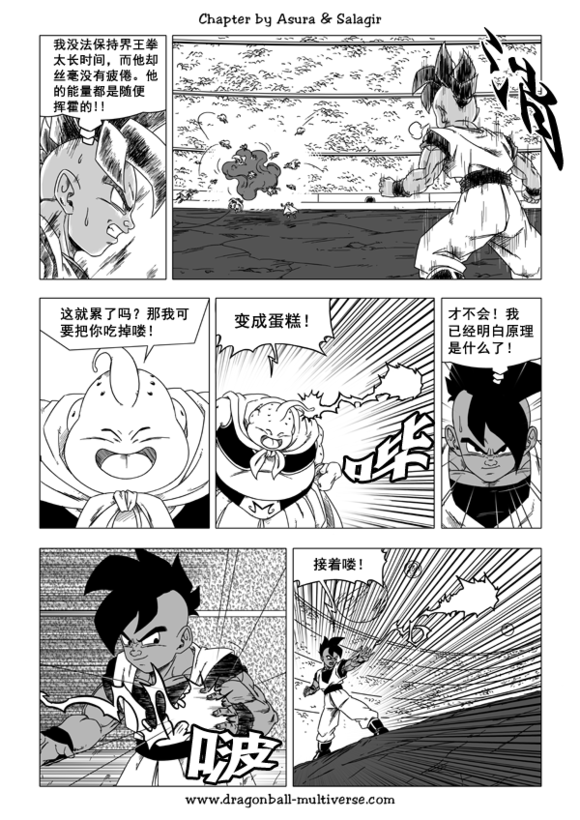 Chapter by Asura & Salagir
我没法保持界王拳
太长时间，而他却
丝毫没有疲倦。他
的能量都是随便
挥霍的!!
这就累了吗？那我可
要把你吃掉喽！
变成蛋糕！
哔
才不会！我
已经明白原理
是什么了！
啵
接着喽！
www.dragonball-multiverse.com